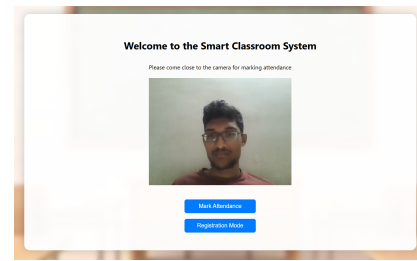 Welcome to the Smart Classroom System
Please come close to the camera for marking attendance
Mark Attendance
Registration Mode